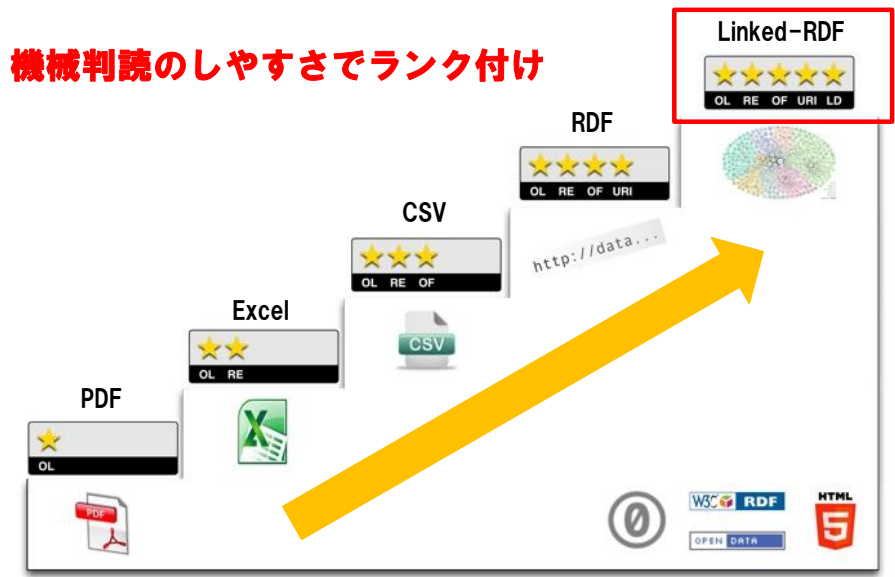 機械判読のしやすさでランク付け
Linked-RDF
OL RE OF URI LD
RDF
OL RE OF URI
http://data...
CSV
OL RE OF
CSV
Excel
OL RE
PDF
OL
PDF
W3C RDF
OPEN DATA
HTML
5
0